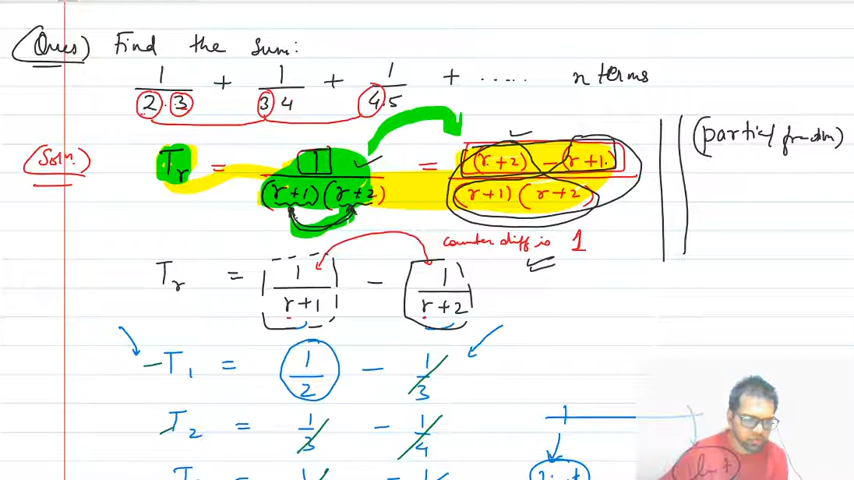 Ques) Find the sum:
1/2.3 + 1/3.4 + 1/4.5 + ..... n terms
Soln. Tr = 1/(r+1)(r+2) = (r+2) - (r+1)/(r+1)(r+2) (partial fraction)
counter diff is 1
Tr = 1/r+1 - 1/r+2
T1 = 1/2 - 1/3
T2 = 1/3 - 1/4